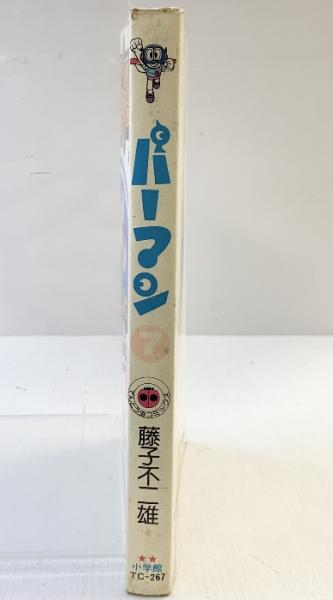 パーマン
7
てんとう虫コミックス
藤子不二雄
★★
小学館
TC-267